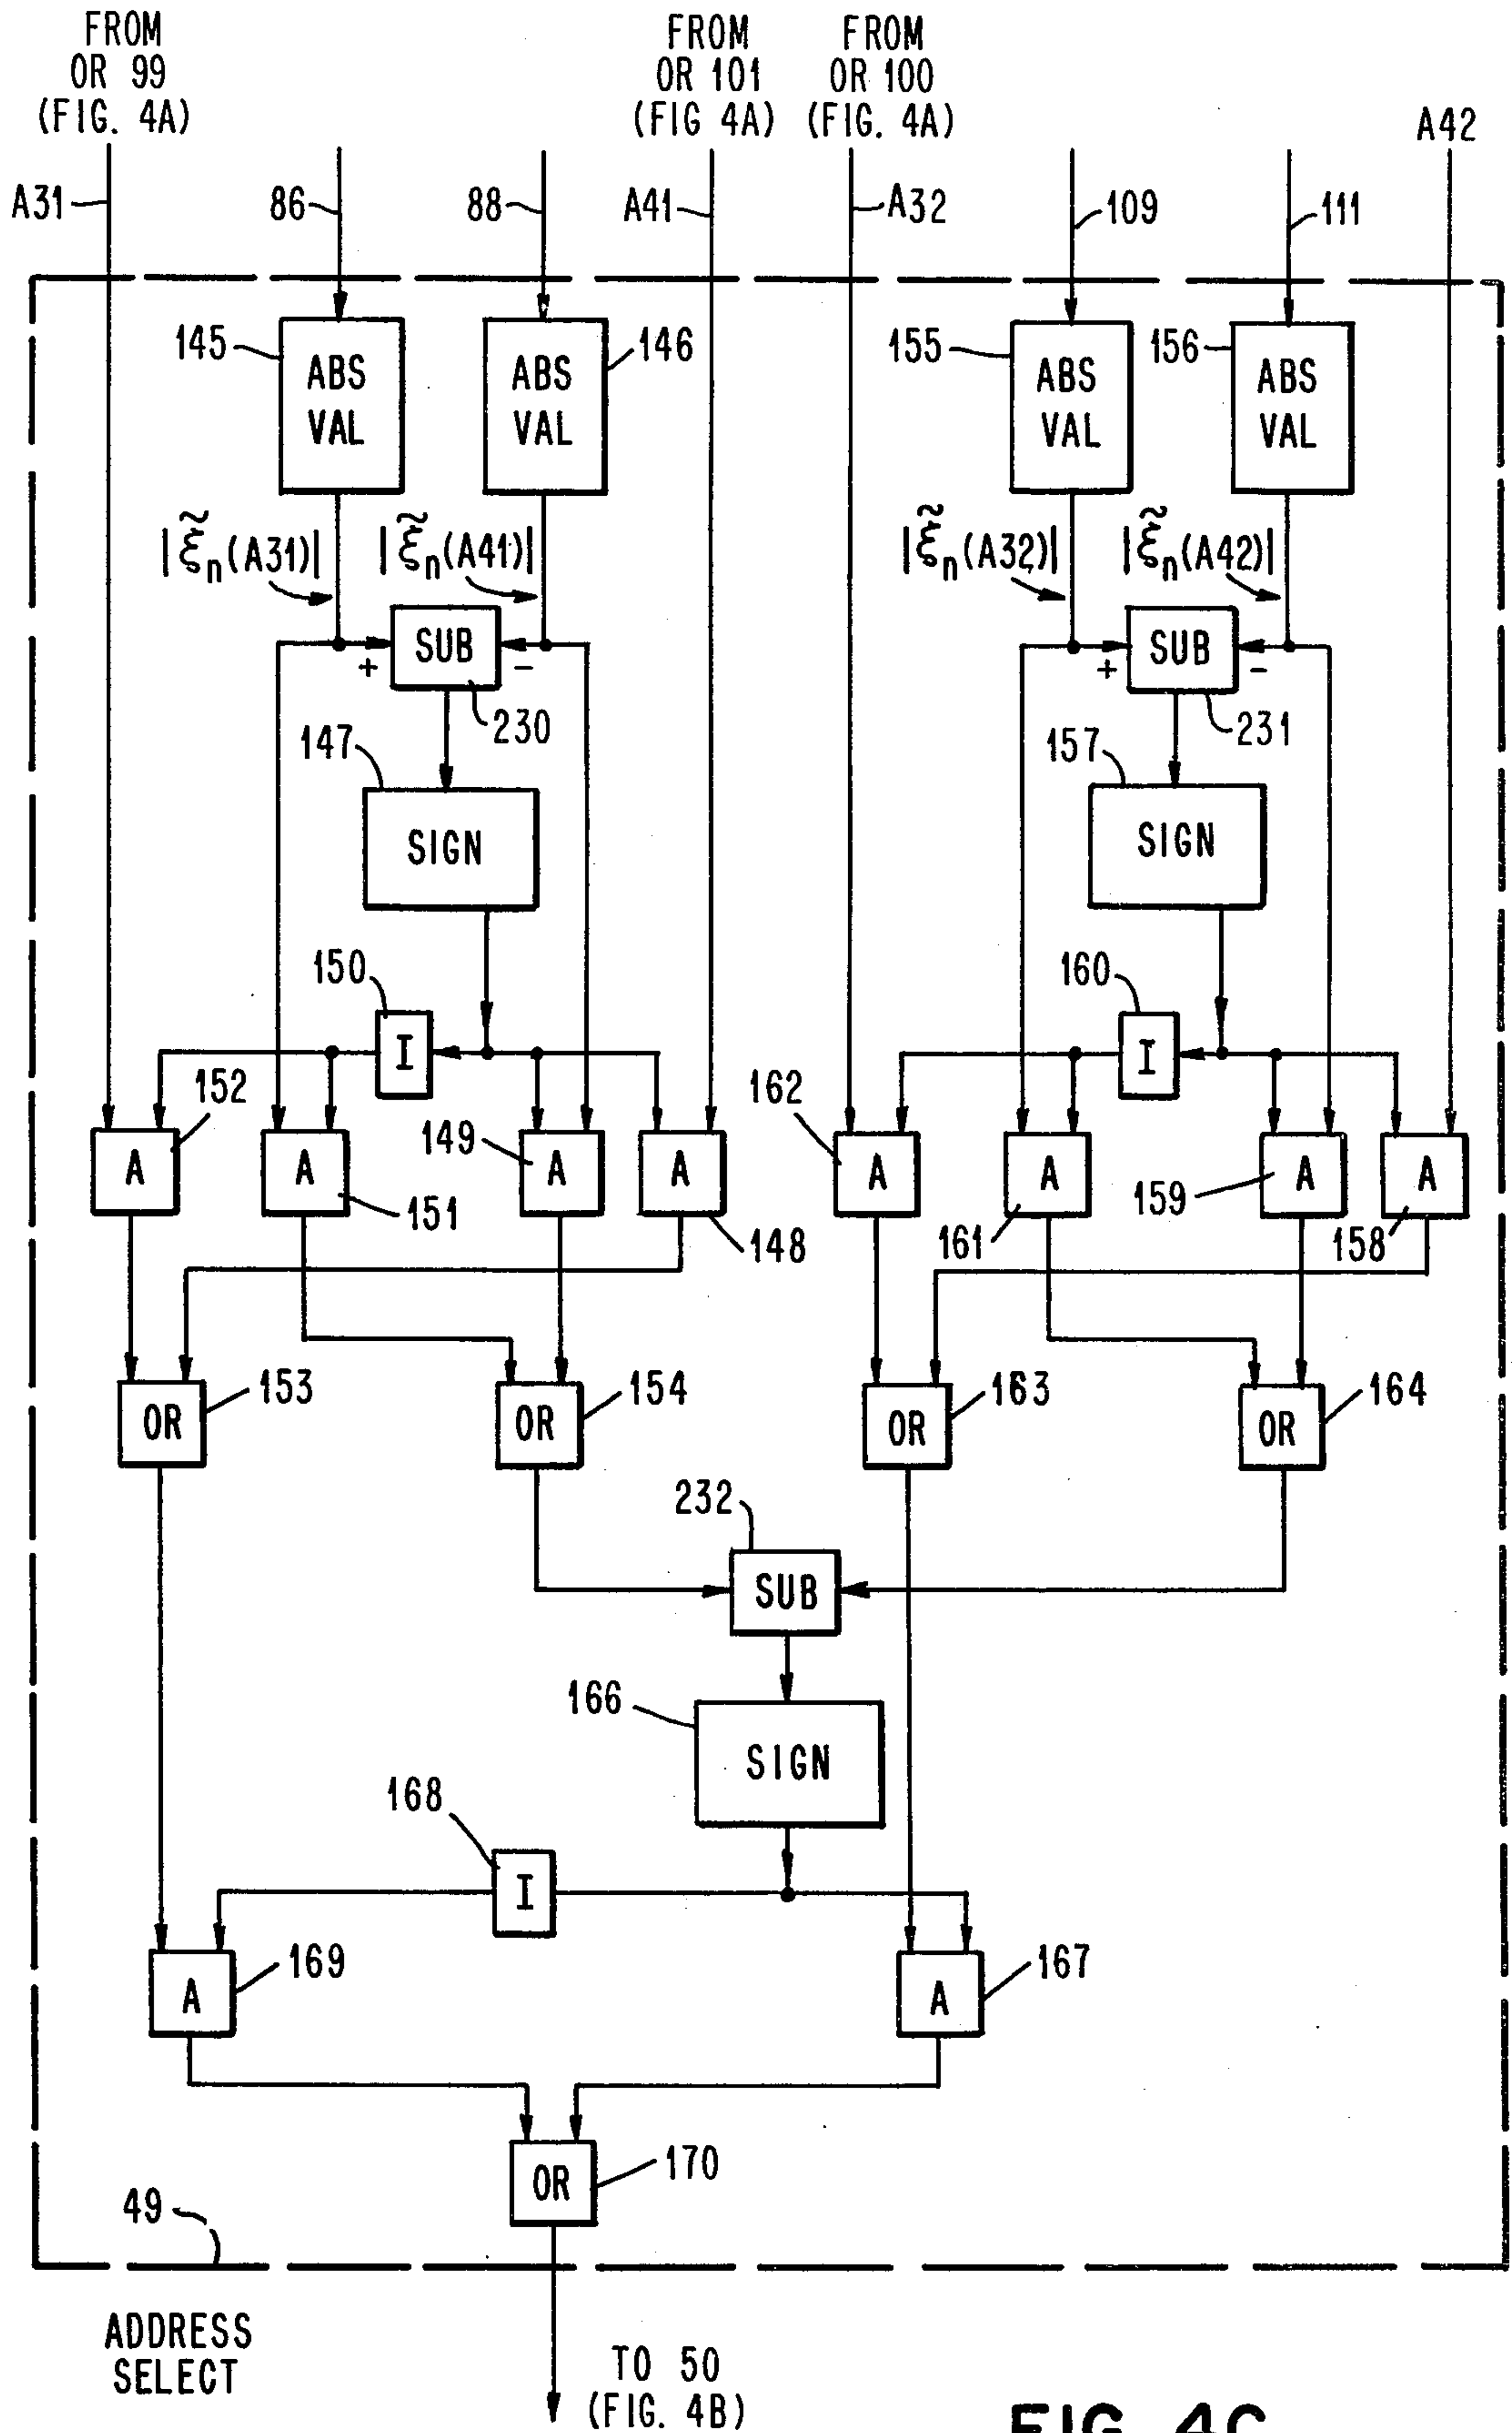 FROM
OR 99
(FIG. 4A)
FROM
OR 101
(FIG 4A)
FROM
OR 100
(FIG. 4A)
A42
A31
86
88
A41
A32
109
111
145
ABS
VAL
ABS
VAL
146
155
ABS
VAL
156
ABS
VAL
|ξ̃n(A31)|
|ξ̃n(A41)|
|ξ̃n(A32)|
|ξ̃n(A42)|
+
SUB
−
230
+
SUB
−
231
147
SIGN
157
SIGN
150
I
160
I
152
A
A
151
149
A
A
148
162
A
A
161
159
A
A
158
OR
153
OR
154
OR
163
OR
164
232
SUB
166
SIGN
168
I
A
169
A
167
OR
170
49
ADDRESS
SELECT
TO 50
(FIG. 4B)
FIG. 4C